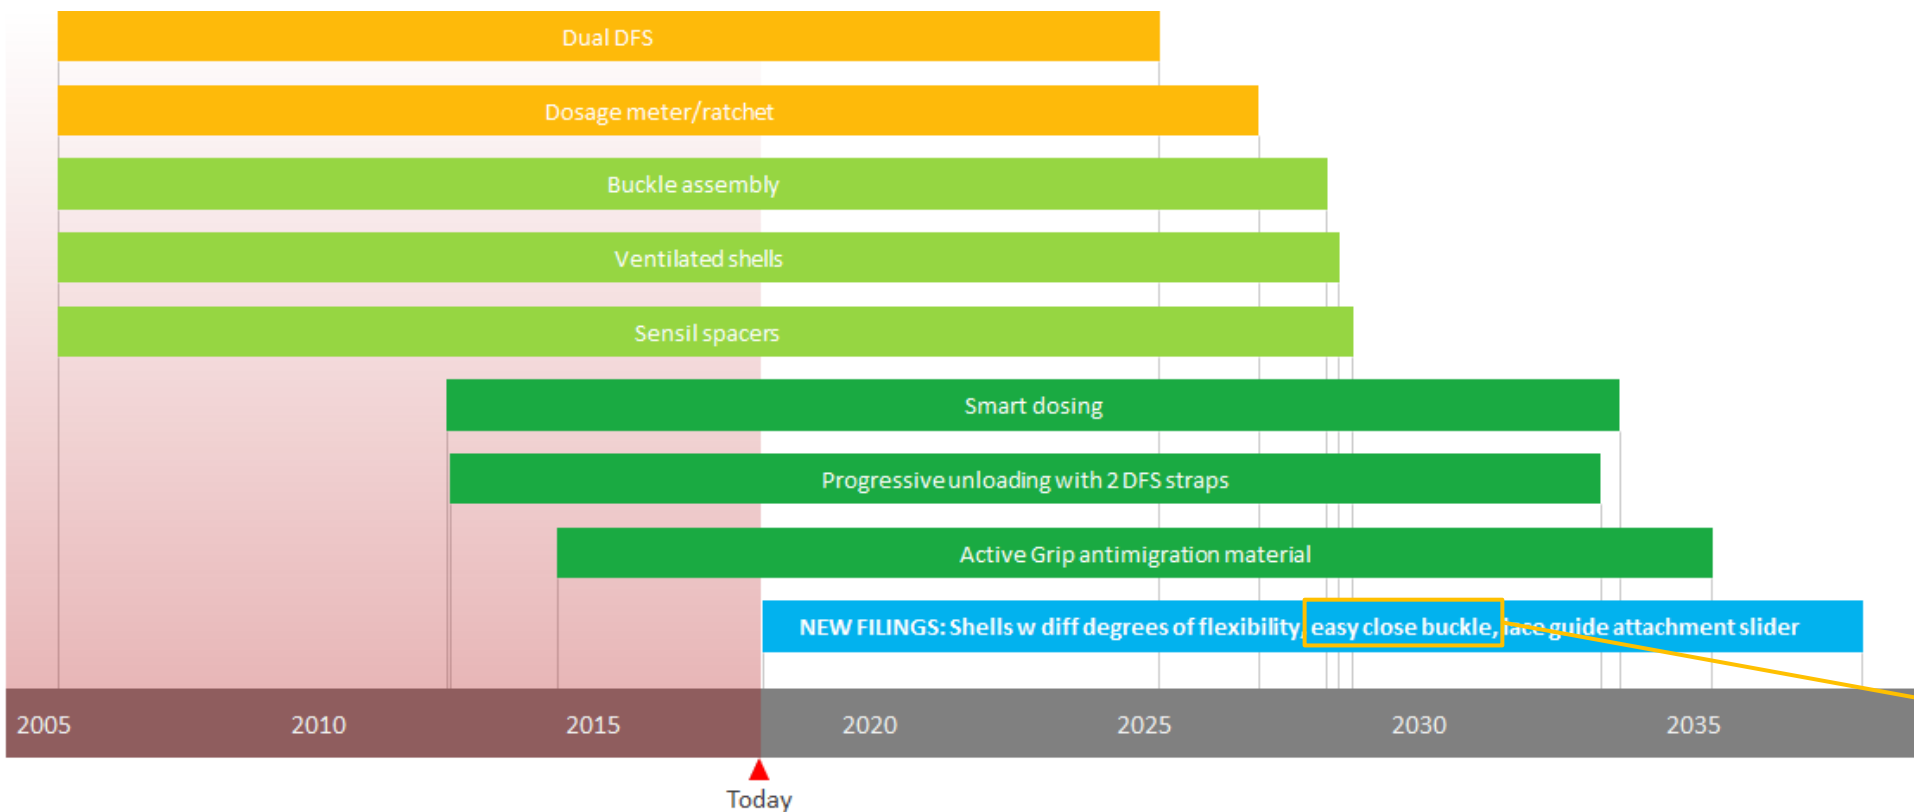 Dual DFS
Dosage meter/ratchet
Buckle assembly
Ventilated shells
Sensil spacers
Smart dosing
Progressive unloading with 2 DFS straps
Active Grip antimigration material
NEW FILINGS: Shells w diff degrees of flexibility, easy close buckle, lace guide attachment slider
2005 2010 2015 2020 2025 2030 2035
Today